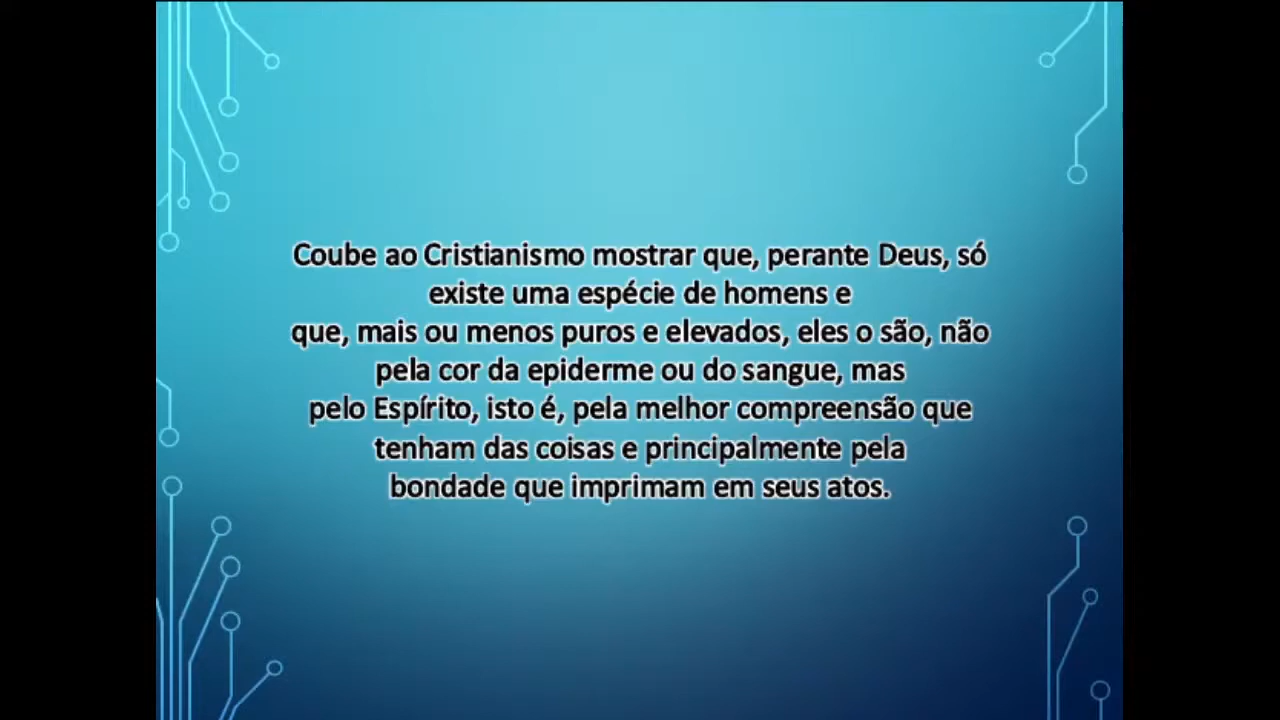 Coube ao Cristianismo mostrar que, perante Deus, só
existe uma espécie de homens e
que, mais ou menos puros e elevados, eles o são, não
pela cor da epiderme ou do sangue, mas
pelo Espírito, isto é, pela melhor compreensão que
tenham das coisas e principalmente pela
bondade que imprimam em seus atos.